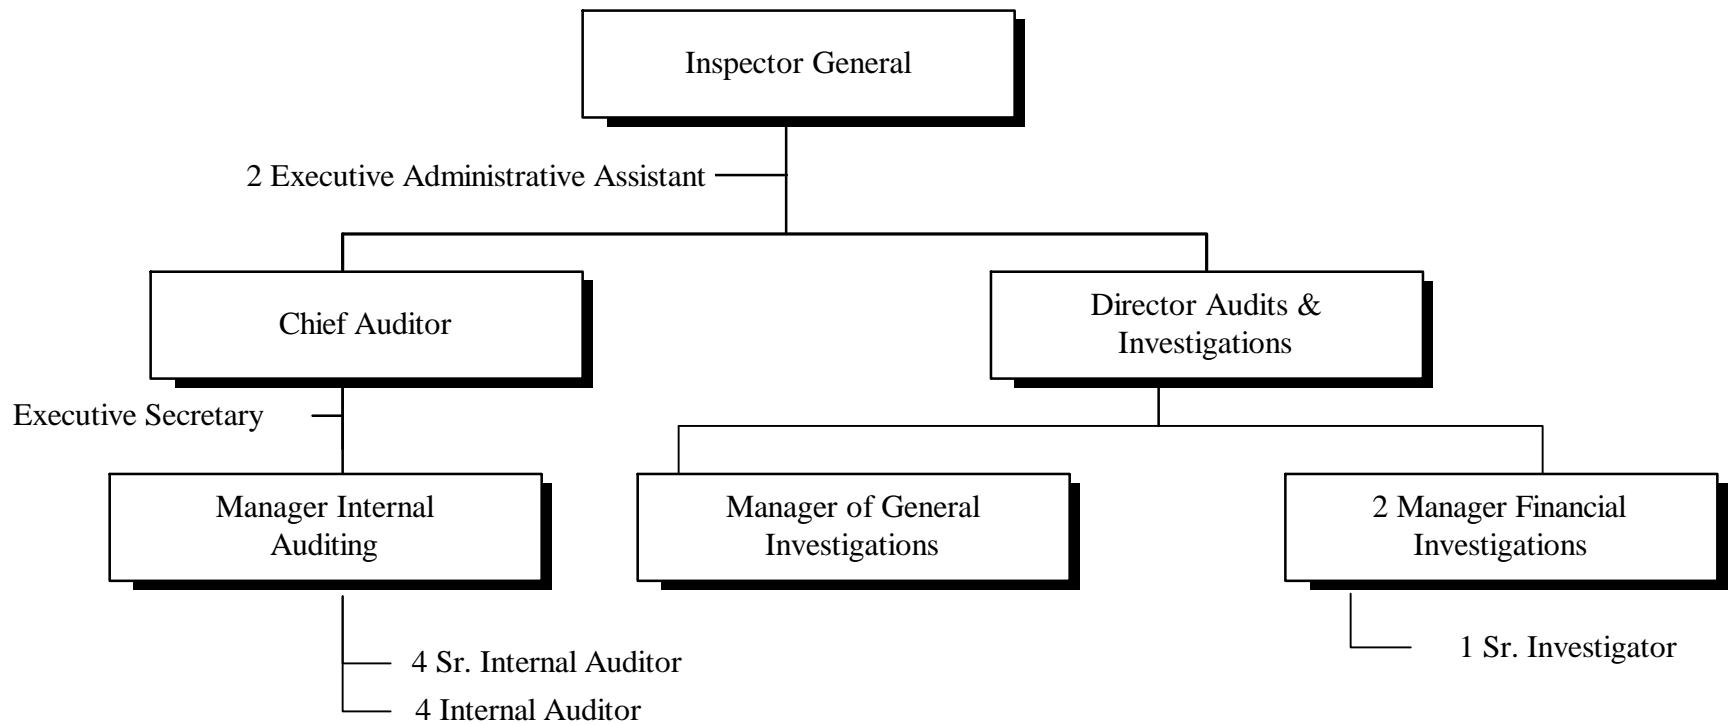 Inspector General
2 Executive Administrative Assistant
Chief Auditor
Director Audits &
Investigations
Executive Secretary
Manager Internal
Auditing
Manager of General
Investigations
2 Manager Financial
Investigations
4 Sr. Internal Auditor
4 Internal Auditor
1 Sr. Investigator